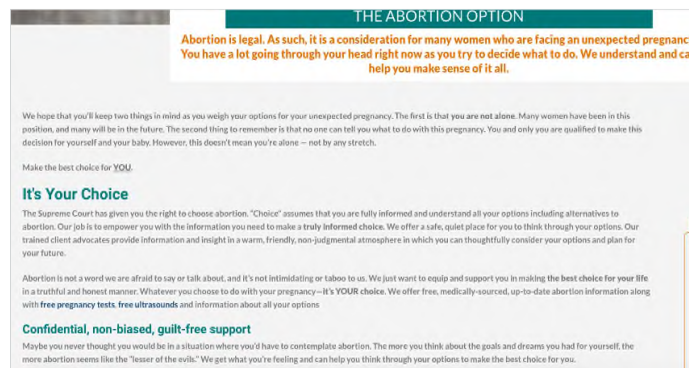 THE ABORTION OPTION
Abortion is legal. As such, it is a consideration for many women who are facing an unexpected pregnancy
You have a lot going through your head right now as you try to decide what to do. We understand and ca
help you make sense of it all.
We hope that you'll keep two things in mind as you weigh your options for your unexpected pregnancy. The first is that you are not alone. Many women have been in this
position, and many will be in the future. The second thing to remember is that no one can tell you what to do with this pregnancy. You and only you are qualified to make this
decision for yourself and your baby. However, this doesn't mean you're alone — not by any stretch.
Make the best choice for YOU.
It's Your Choice
The Supreme Court has given you the right to choose abortion. "Choice" assumes that you are fully informed and understand all your options including alternatives to
abortion. Our job is to empower you with the information you need to make a truly informed choice. We offer a safe, quiet place for you to think through your options. Our
trained client advocates provide information and insight in a warm, friendly, non-judgmental atmosphere in which you can thoughtfully consider your options and plan for
your future.
Abortion is not a word we are afraid to say or talk about, and it's not intimidating or taboo to us. We just want to equip and support you in making the best choice for your life
in a truthful and honest manner. Whatever you choose to do with your pregnancy—it's YOUR choice. We offer free, medically-sourced, up-to-date abortion information along
with free pregnancy tests, free ultrasounds and information about all your options
Confidential, non-biased, guilt-free support
Maybe you never thought you would be in a situation where you'd have to contemplate abortion. The more you think about the goals and dreams you had for yourself, the
more abortion seems like the "lesser of the evils." We get what you're feeling and can help you think through your options to make the best choice for you.